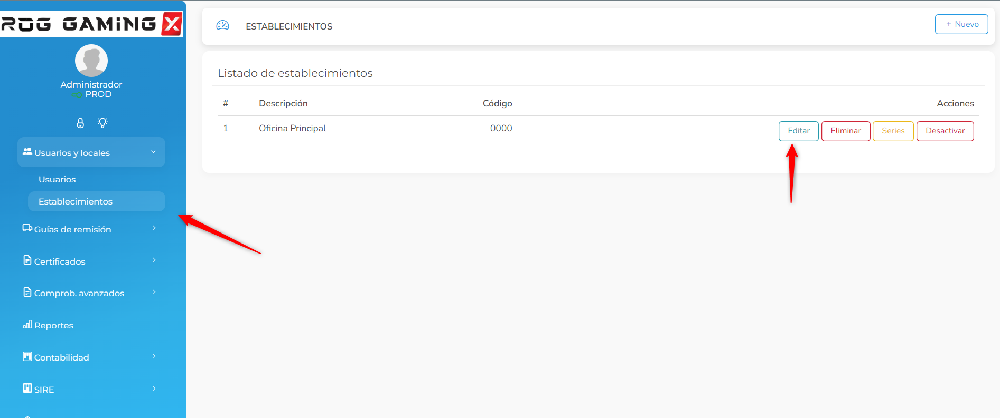 ROG GAMING X
Administrador
PROD
Usuarios y locales
Usuarios
Establecimientos
Guías de remisión
Certificados
Comprob. avanzados
Reportes
Contabilidad
SIRE
ESTABLECIMIENTOS
+ Nuevo
Listado de establecimientos
# Descripción Código Acciones
1 Oficina Principal 0000 Editar Eliminar Series Desactivar